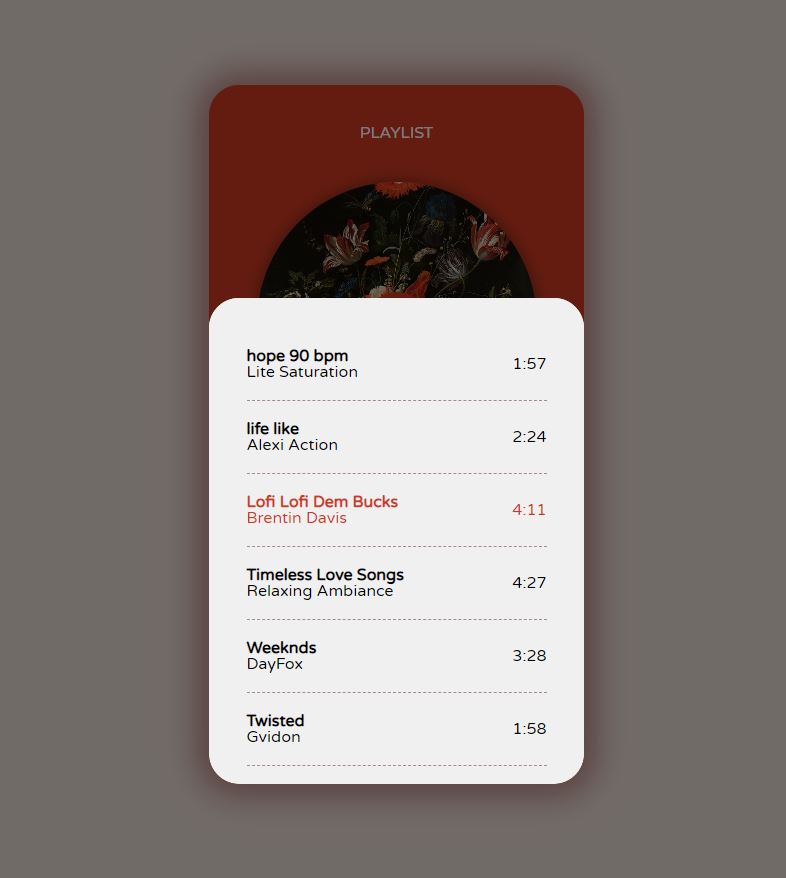 PLAYLIST
hope 90 bpm
Lite Saturation
1:57
life like
Alexi Action
2:24
Lofi Lofi Dem Bucks
Brentin Davis
4:11
Timeless Love Songs
Relaxing Ambiance
4:27
Weeknds
DayFox
3:28
Twisted
Gvidon
1:58